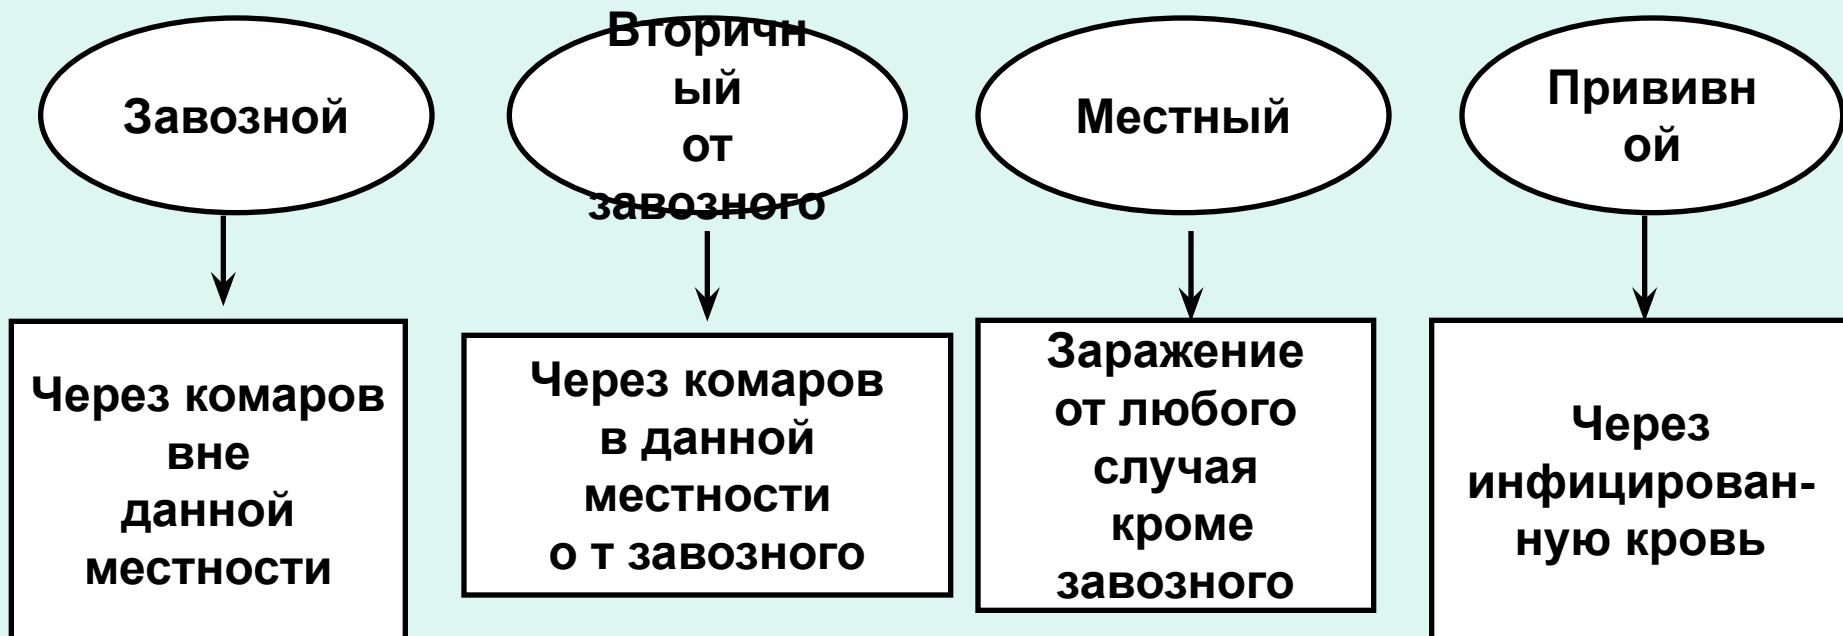 Завозной
Вторичн
ый
от
завозного
Местный
Прививн
ой
Через комаров
вне
данной
местности
Через комаров
в данной
местности
о т завозного
Заражение
от любого
случая
кроме
завозного
Через
инфицирован-
ную кровь